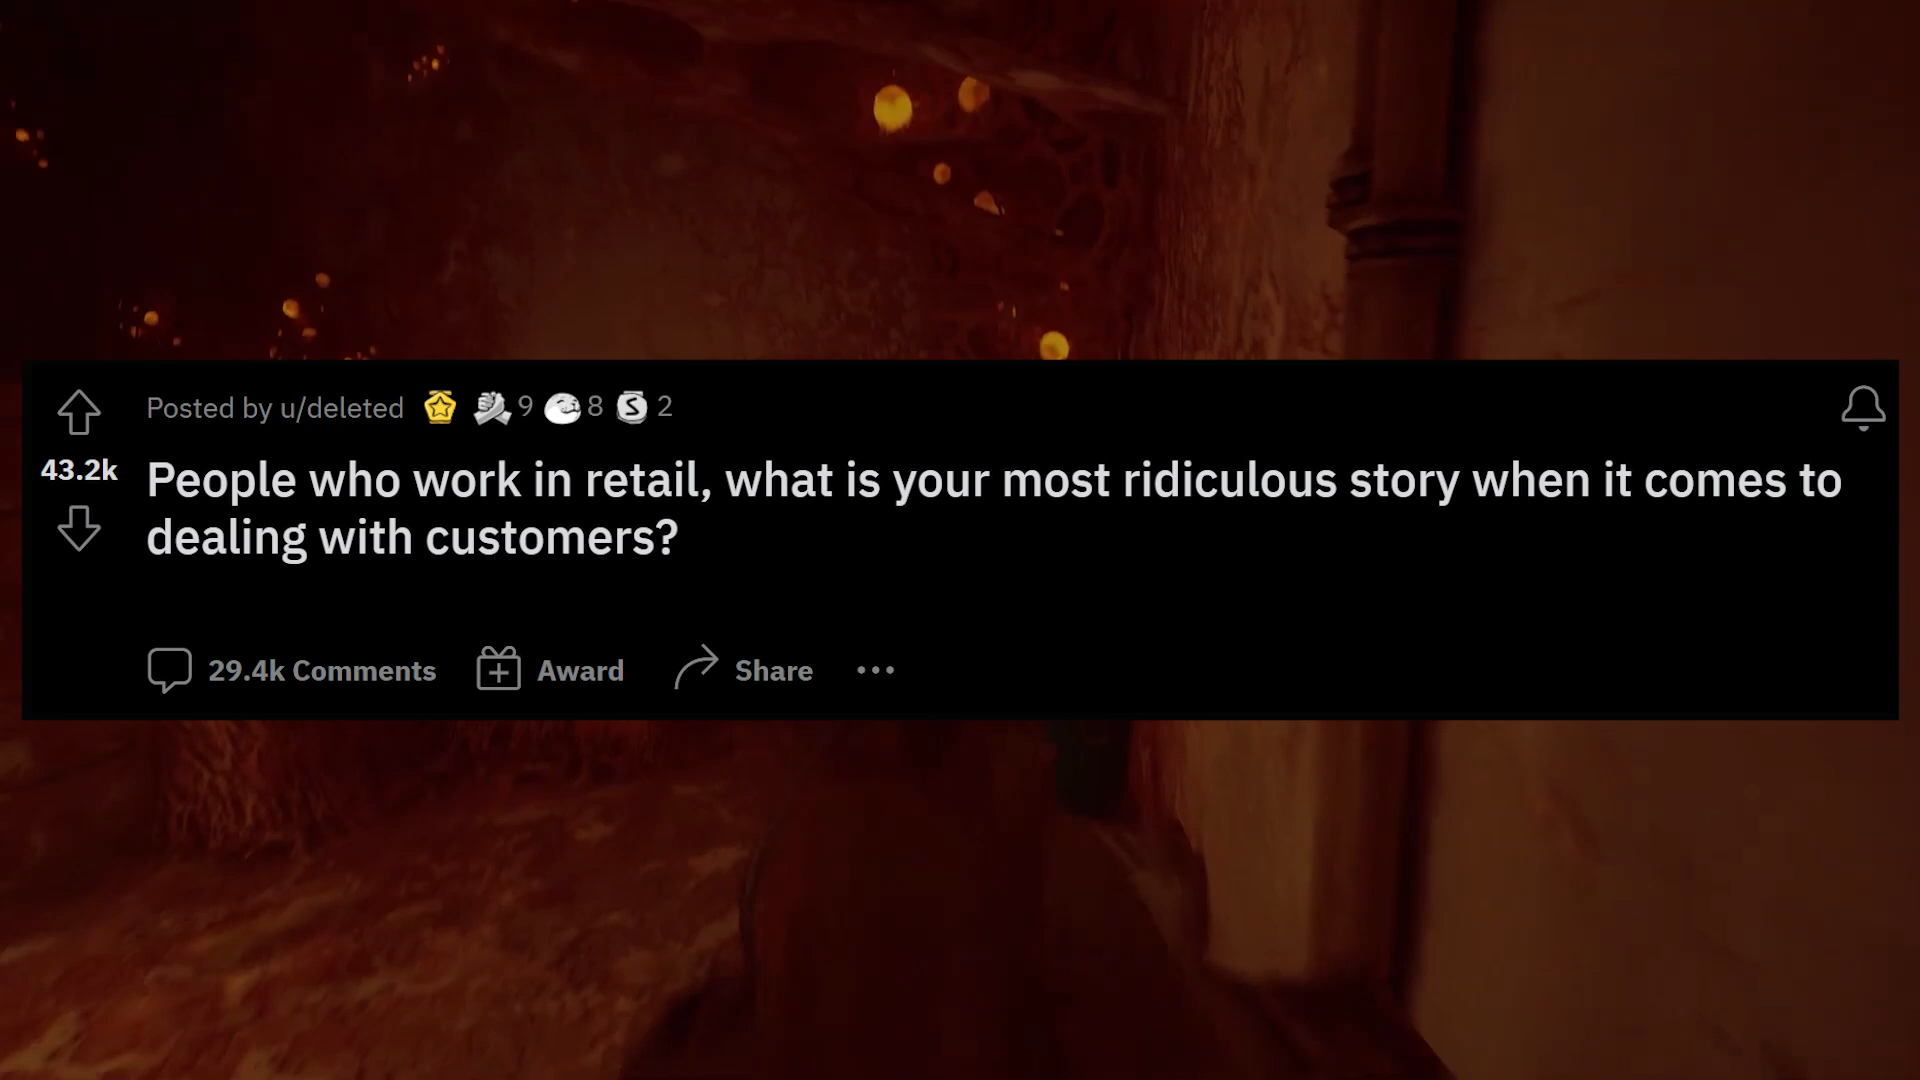 Posted by u/deleted 9 8 S 2
43.2k
People who work in retail, what is your most ridiculous story when it comes to
dealing with customers?
29.4k Comments Award Share